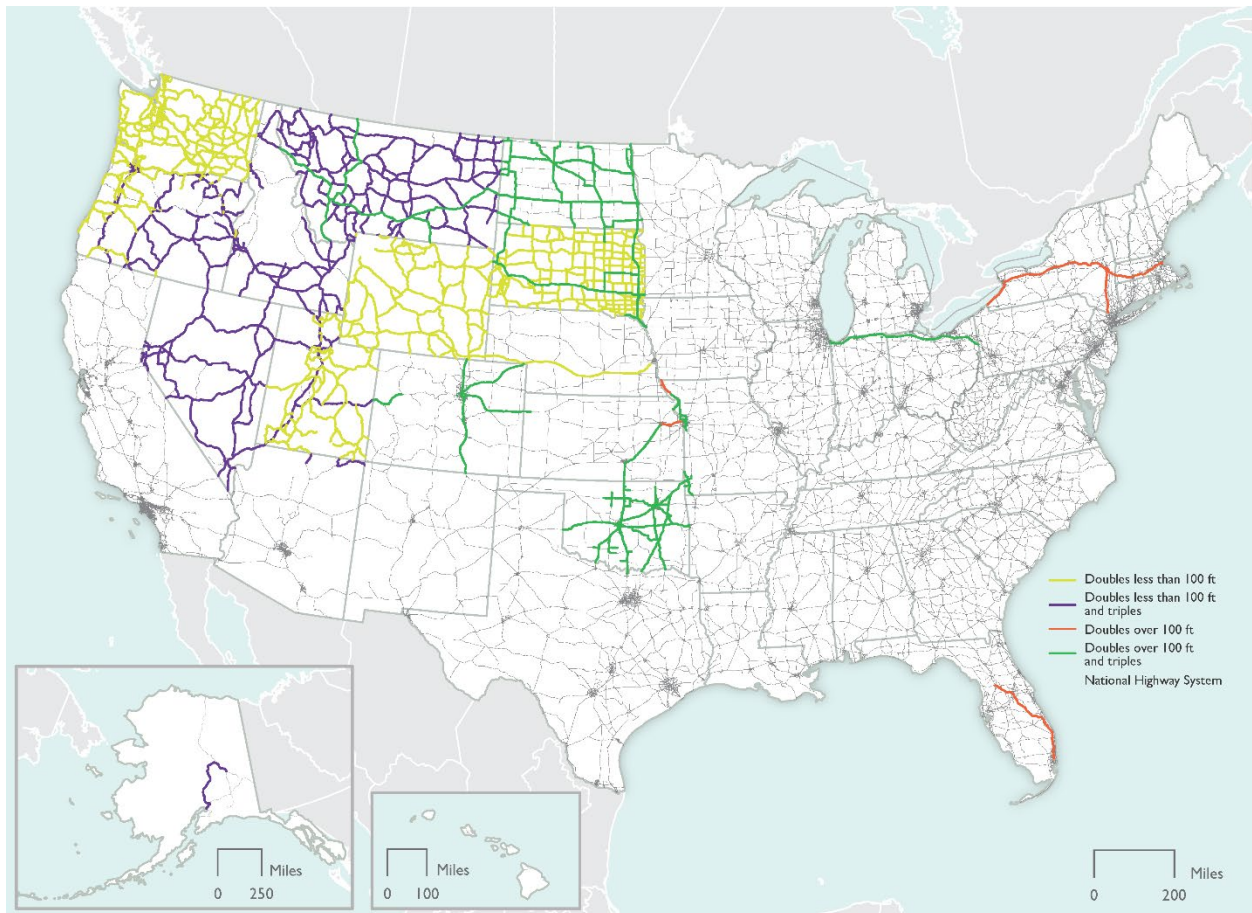 Doubles less than 100 ft
Doubles less than 100 ft
and triples
Doubles over 100 ft
Doubles over 100 ft
and triples
National Highway System
Miles
0 250
Miles
0 100
Miles
0 200